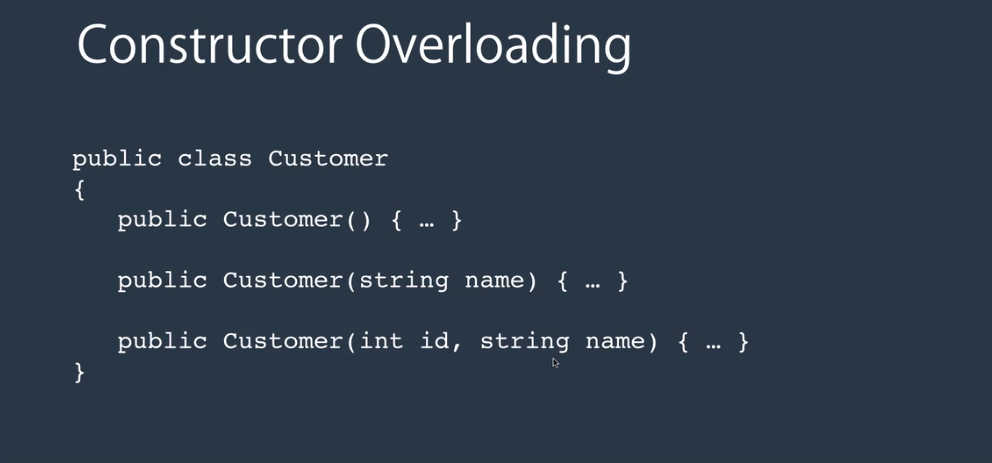 Constructor Overloading
public class Customer
{
public Customer() { … }
public Customer(string name) { … }
public Customer(int id, string name) { … }
}